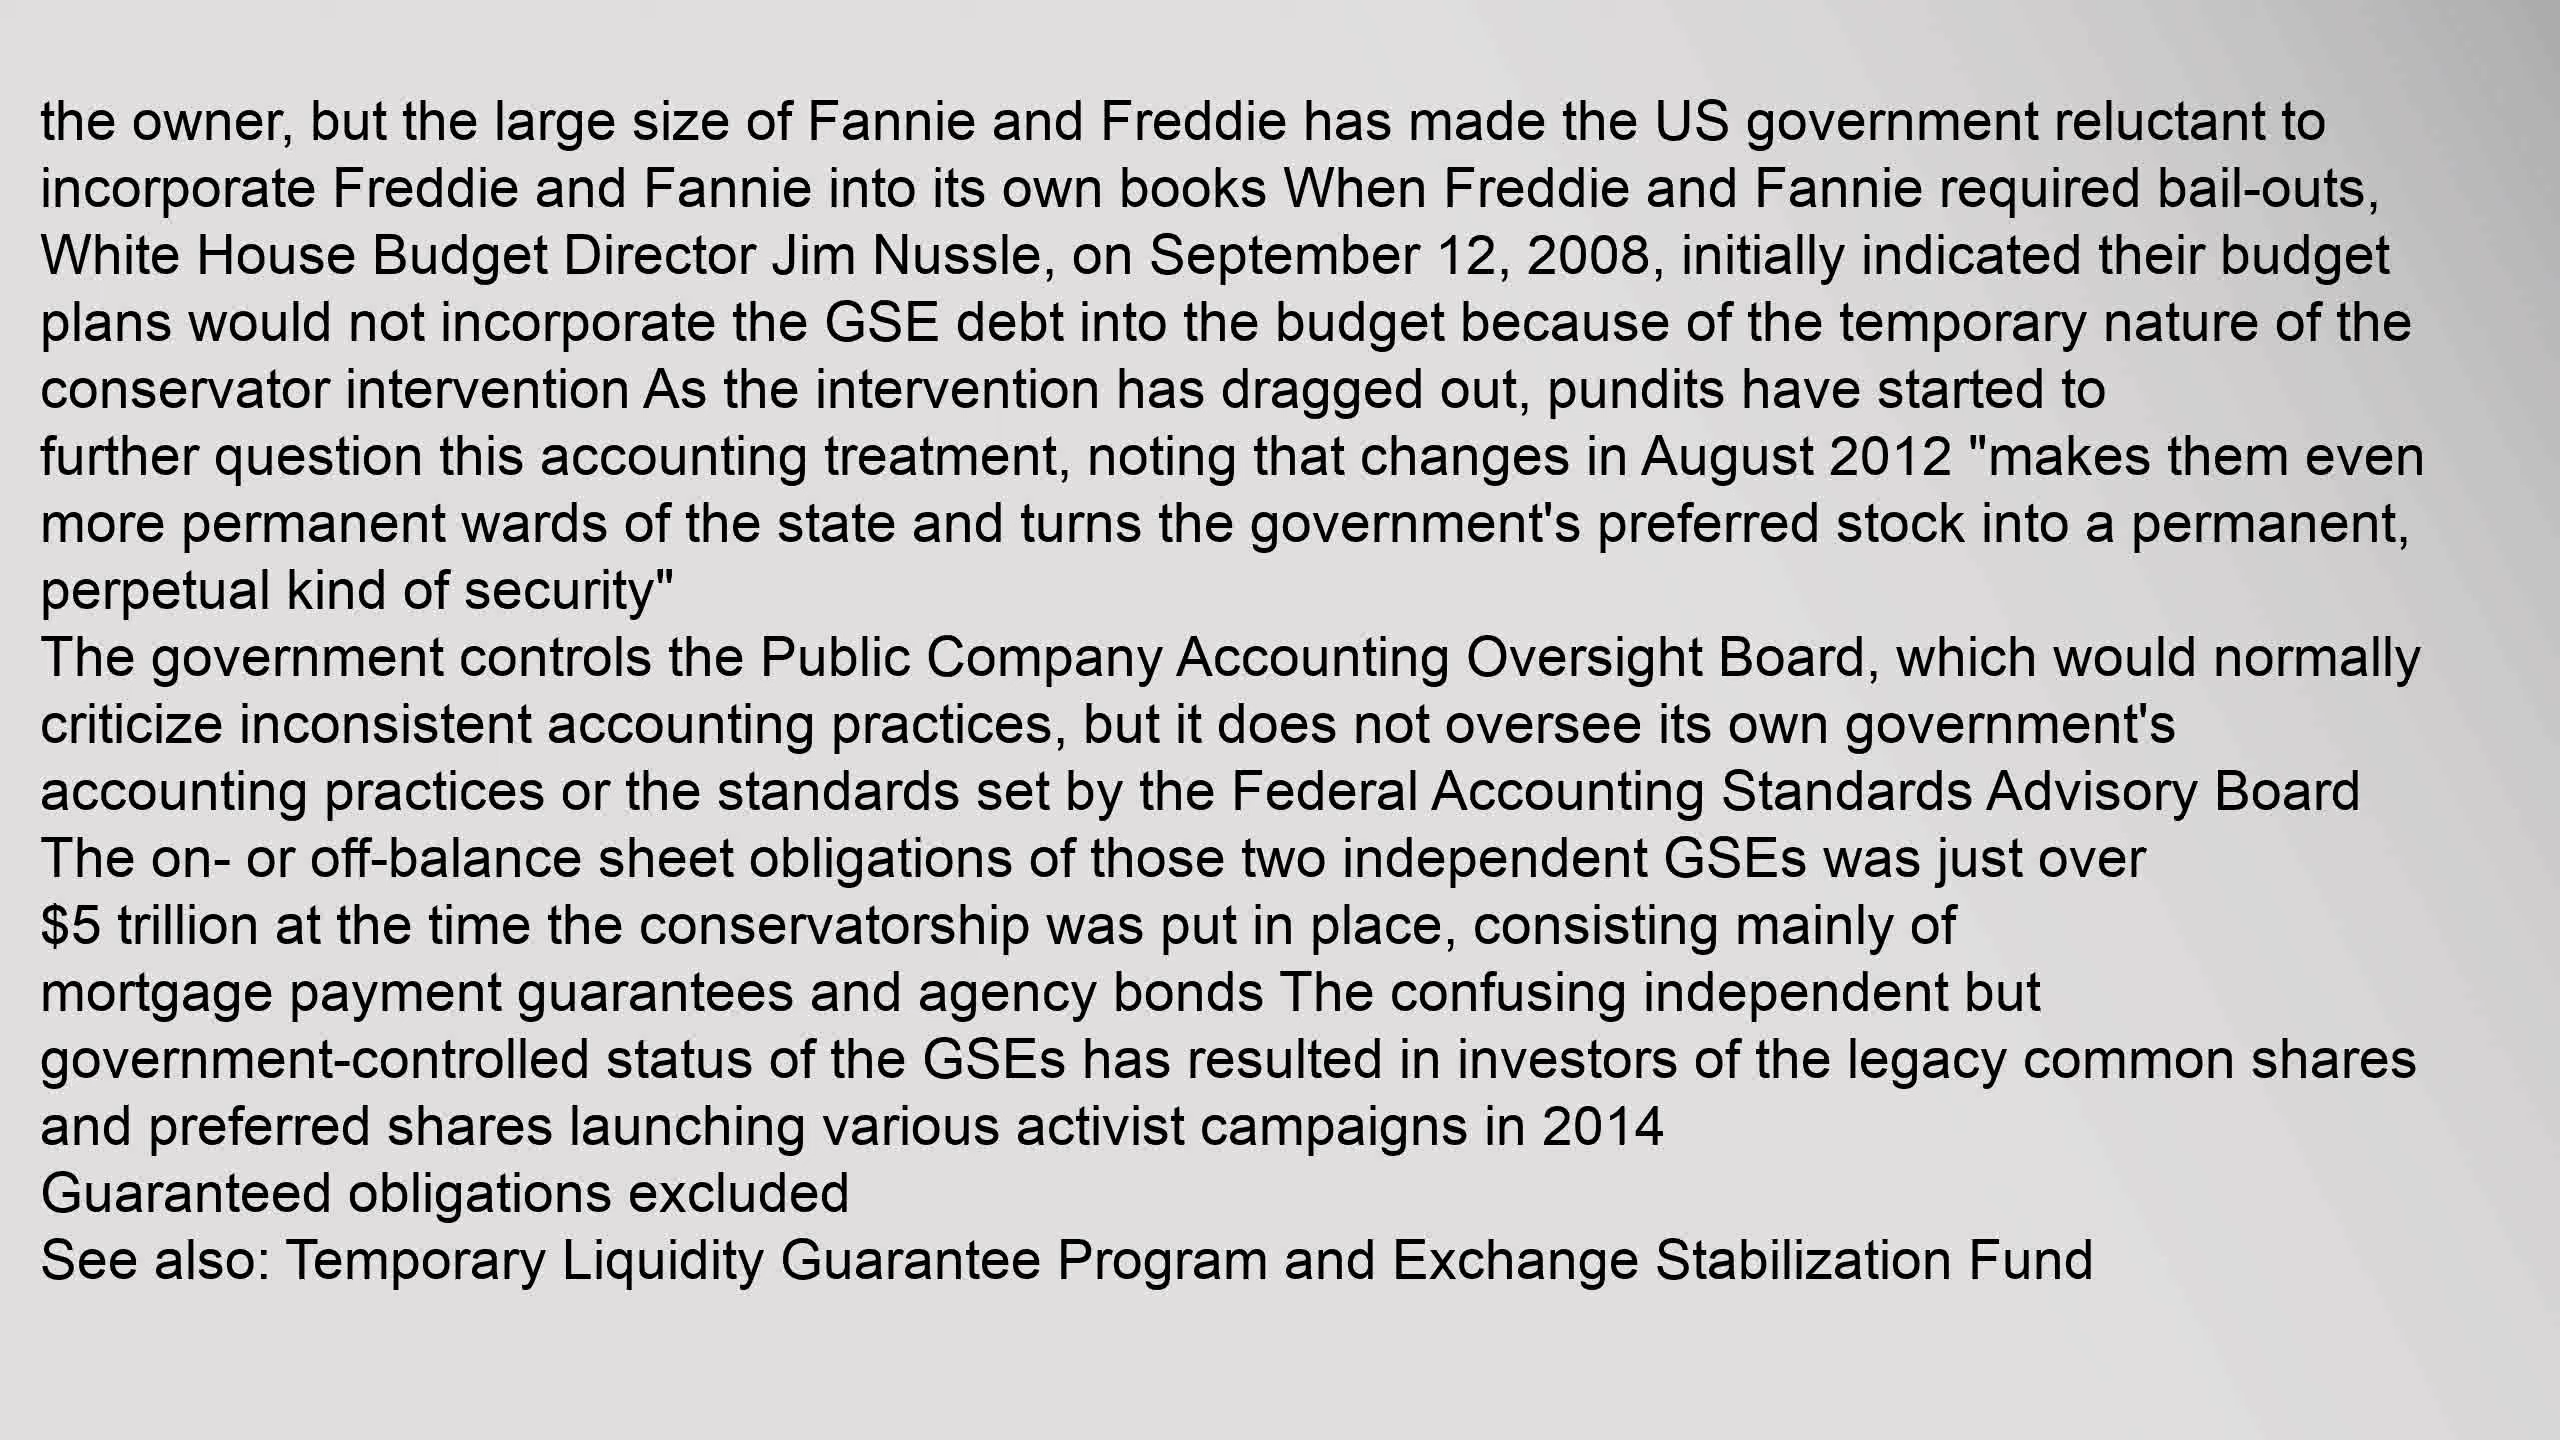 the owner, but the large size of Fannie and Freddie has made the US government reluctant to
incorporate Freddie and Fannie into its own books When Freddie and Fannie required bail-outs,
White House Budget Director Jim Nussle, on September 12, 2008, initially indicated their budget
plans would not incorporate the GSE debt into the budget because of the temporary nature of the
conservator intervention As the intervention has dragged out, pundits have started to
further question this accounting treatment, noting that changes in August 2012 "makes them even
more permanent wards of the state and turns the government's preferred stock into a permanent,
perpetual kind of security"
The government controls the Public Company Accounting Oversight Board, which would normally
criticize inconsistent accounting practices, but it does not oversee its own government's
accounting practices or the standards set by the Federal Accounting Standards Advisory Board
The on- or off-balance sheet obligations of those two independent GSEs was just over
$5 trillion at the time the conservatorship was put in place, consisting mainly of
mortgage payment guarantees and agency bonds The confusing independent but
government-controlled status of the GSEs has resulted in investors of the legacy common shares
and preferred shares launching various activist campaigns in 2014
Guaranteed obligations excluded
See also: Temporary Liquidity Guarantee Program and Exchange Stabilization Fund